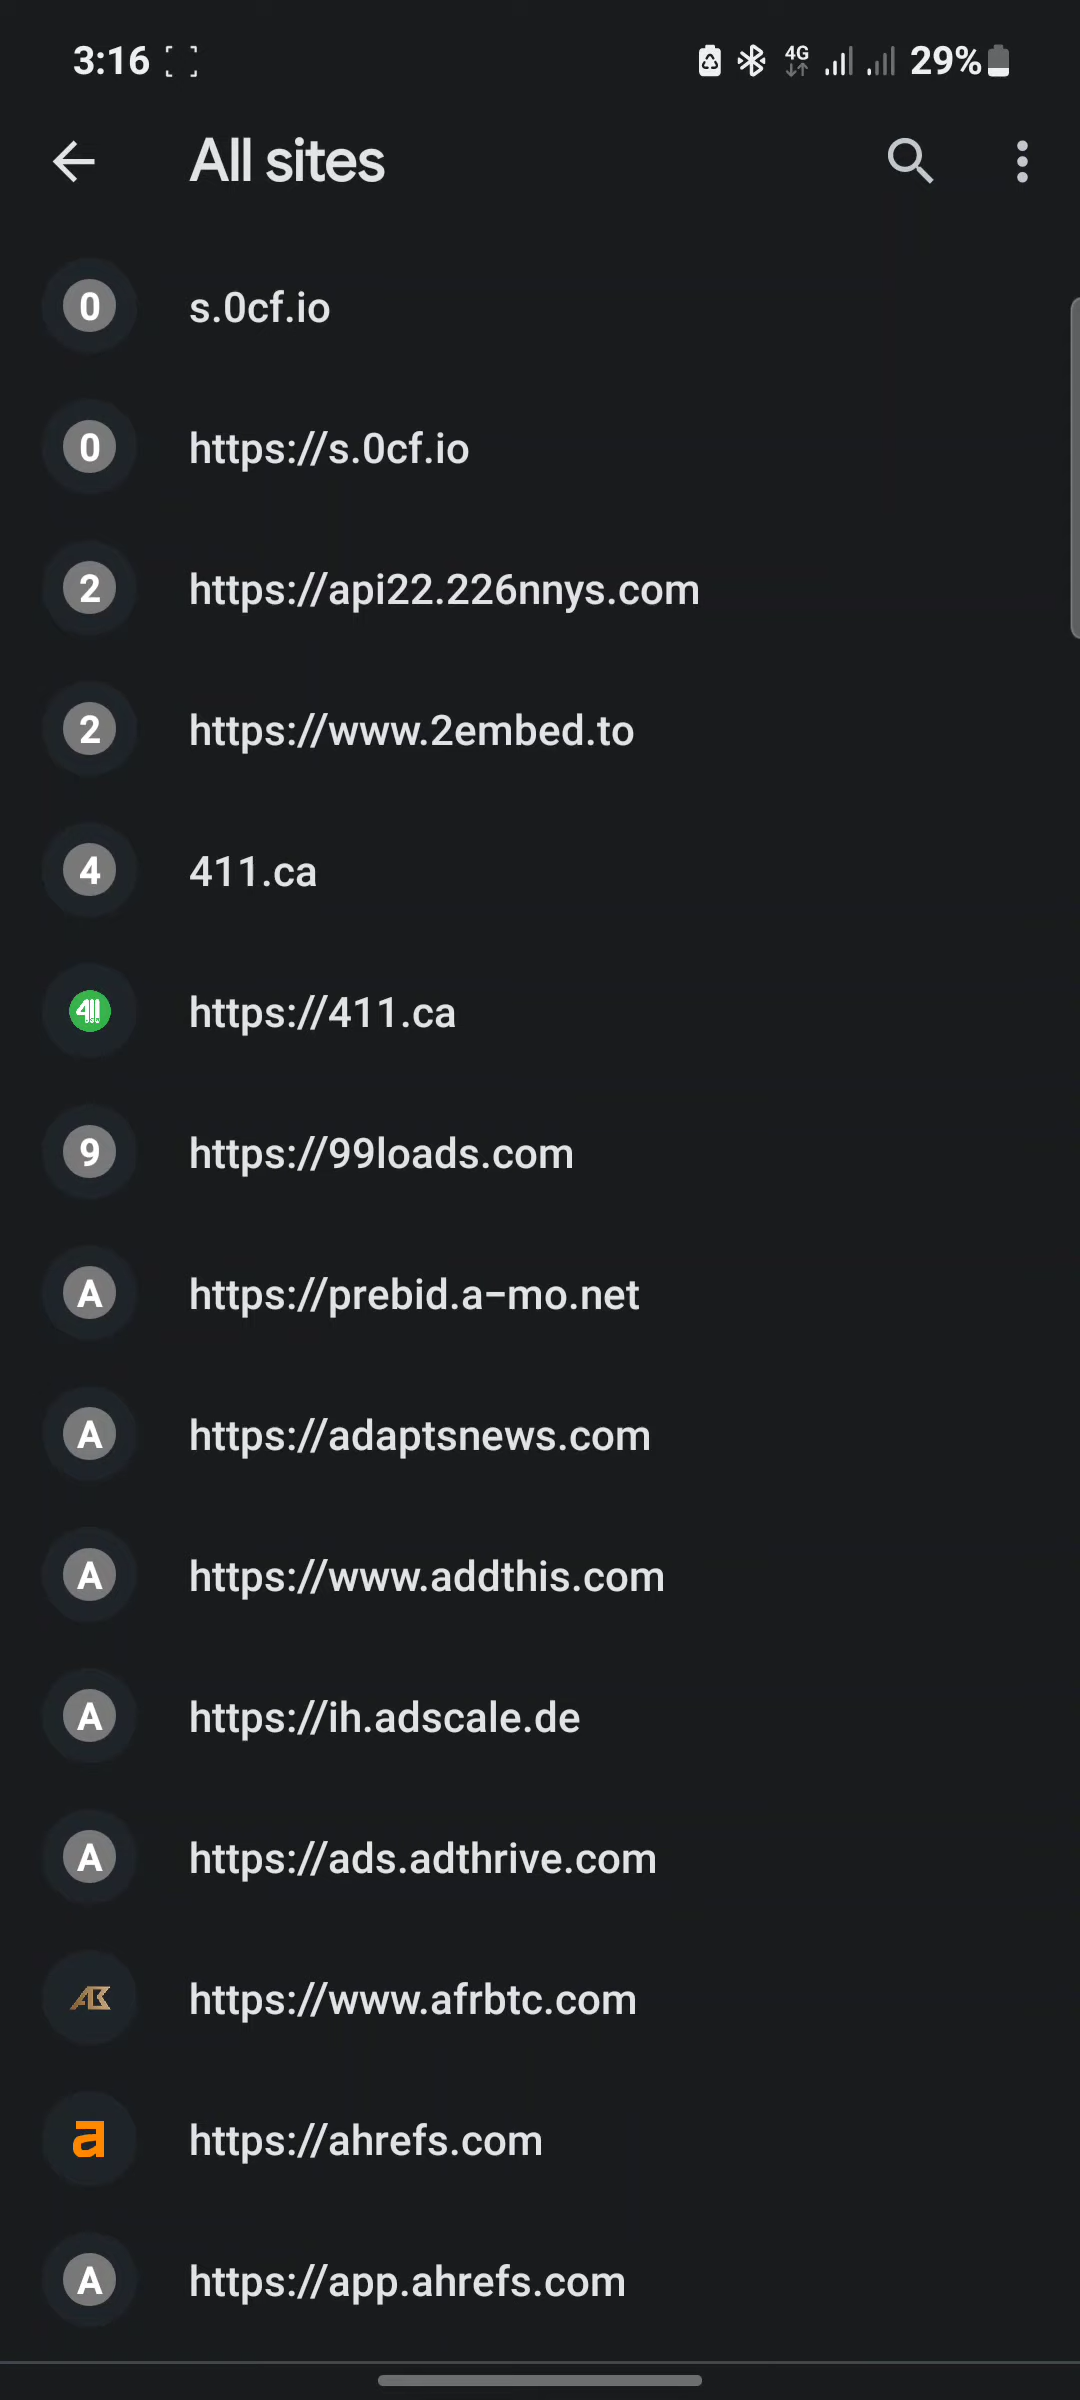 3:16 4G 29%
All sites
0 s.0cf.io
0 https://s.0cf.io
2 https://api22.226nnys.com
2 https://www.2embed.to
4 411.ca
411 https://411.ca
9 https://99loads.com
A https://prebid.a-mo.net
A https://adaptsnews.com
A https://www.addthis.com
A https://ih.adscale.de
A https://ads.adthrive.com
https://www.afrbtc.com
a https://ahrefs.com
A https://app.ahrefs.com